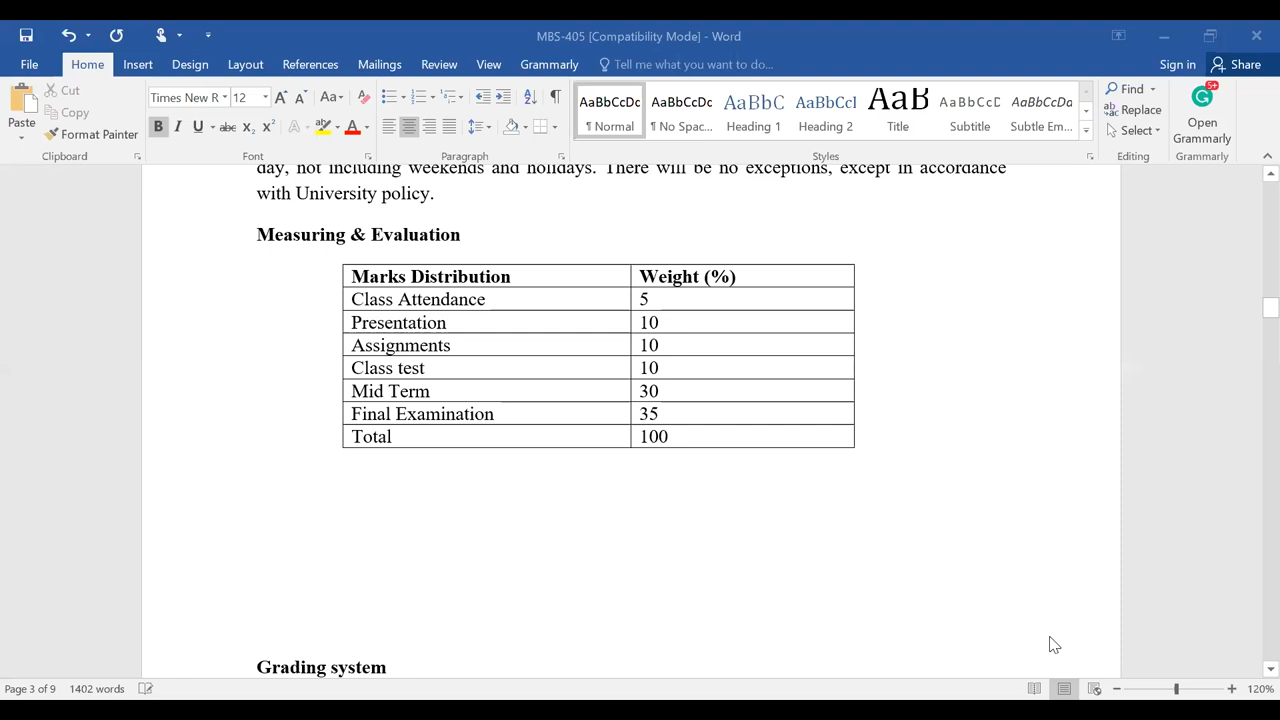 MBS-405 [Compatibility Mode] - Word
File Home Insert Design Layout References Mailings Review View Grammarly Tell me what you want to do... Sign in Share
Paste
Cut
Copy
Format Painter
Clipboard
Times New R 12
Font
Paragraph
AaBbCcDc AaBbCcDc AaBbC AaBbCcI AaB AaBbCcD AaBbCcDa
¶ Normal ¶ No Spac... Heading 1 Heading 2 Title Subtitle Subtle Em...
Styles
Find
Replace
Select
Editing
5+
Open
Grammarly
Grammarly
day, not including weekends and holidays. There will be no exceptions, except in accordance
with University policy.
Measuring & Evaluation
Marks Distribution Weight (%)
Class Attendance 5
Presentation 10
Assignments 10
Class test 10
Mid Term 30
Final Examination 35
Total 100
Grading system
Page 3 of 9 1402 words 120%